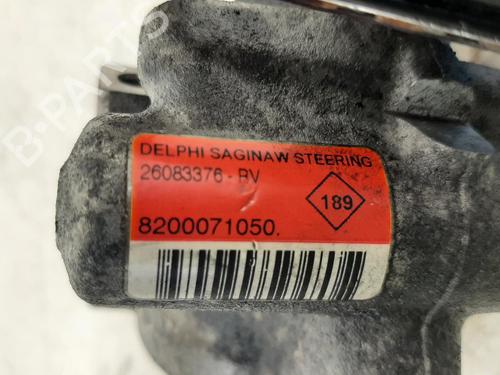 B-PARTS
DELPHI SAGINAW STEERING
26083376 - RV
189
8200071050.